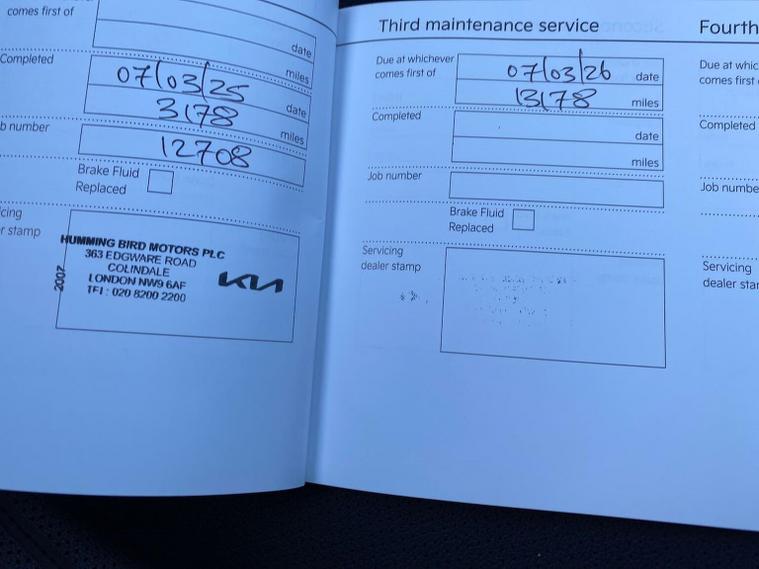 comes first of
date
miles
Completed
07/03/25
date
3178
miles
b number
12708
Brake Fluid
Replaced
cing
r stamp
HUMMING BIRD MOTORS PLC
363 EDGWARE ROAD
COLINDALE
LONDON NW9 6AF
TEL: 020 8200 2200
2007
KIA
Third maintenance service
Due at whichever
comes first of
07/03/26
date
13178
miles
Completed
date
miles
Job number
Brake Fluid
Replaced
Servicing
dealer stamp
Fourth
Due at whic
comes first
Completed
Job numbe
Servicing
dealer star